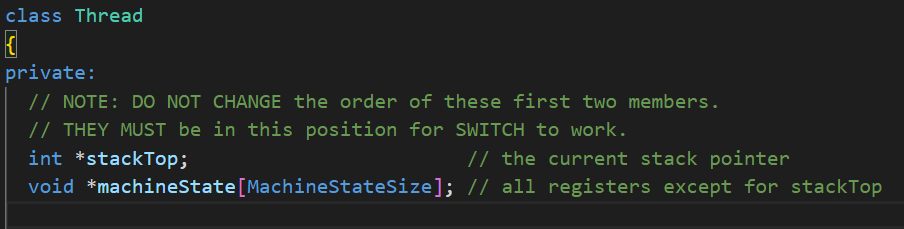 class Thread
{
private:
  // NOTE: DO NOT CHANGE the order of these first two members.
  // THEY MUST be in this position for SWITCH to work.
  int *stackTop;                       // the current stack pointer
  void *machineState[MachineStateSize]; // all registers except for stackTop